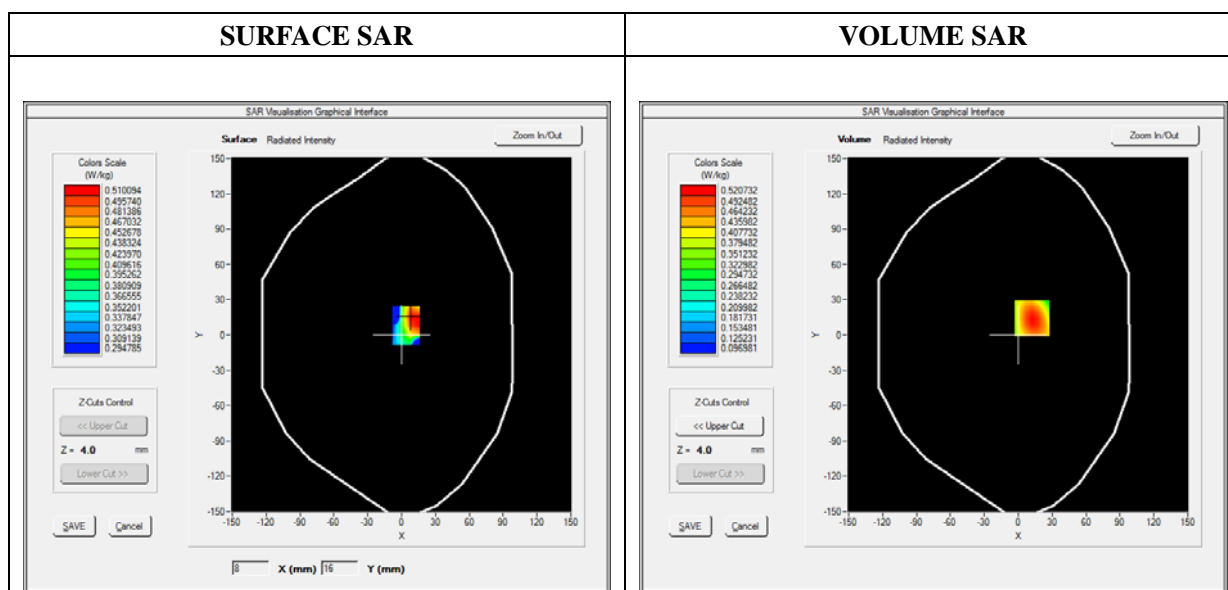 SURFACE SAR
VOLUME SAR
SAR Visualisation Graphical Interface
Surface Radiated Intensity
Zoom In/Out
Colors Scale
(W/kg)
0.510094
0.495740
0.481386
0.467032
0.452678
0.438324
0.423970
0.409616
0.395262
0.380909
0.366555
0.352201
0.337847
0.323493
0.309139
0.294785
Z-Cuts Control
<< Upper Cut
Z = 4.0 mm
Lower Cut >>
SAVE Cancel
150
120
90
60
30
0
-30
-60
-90
-120
-150
Y
-150 -120 -90 -60 -30 0 30 60 90 120 150
X
8 X (mm) 16 Y (mm)
SAR Visualisation Graphical Interface
Volume Radiated Intensity
Zoom In/Out
Colors Scale
(W/kg)
0.520732
0.492482
0.464232
0.435982
0.407732
0.379482
0.351232
0.322982
0.294732
0.266482
0.238232
0.209982
0.181731
0.153481
0.125231
0.096981
Z-Cuts Control
<< Upper Cut
Z = 4.0 mm
Lower Cut >>
SAVE Cancel
150
120
90
60
30
0
-30
-60
-90
-120
-150
Y
-150 -120 -90 -60 -30 0 30 60 90 120 150
X